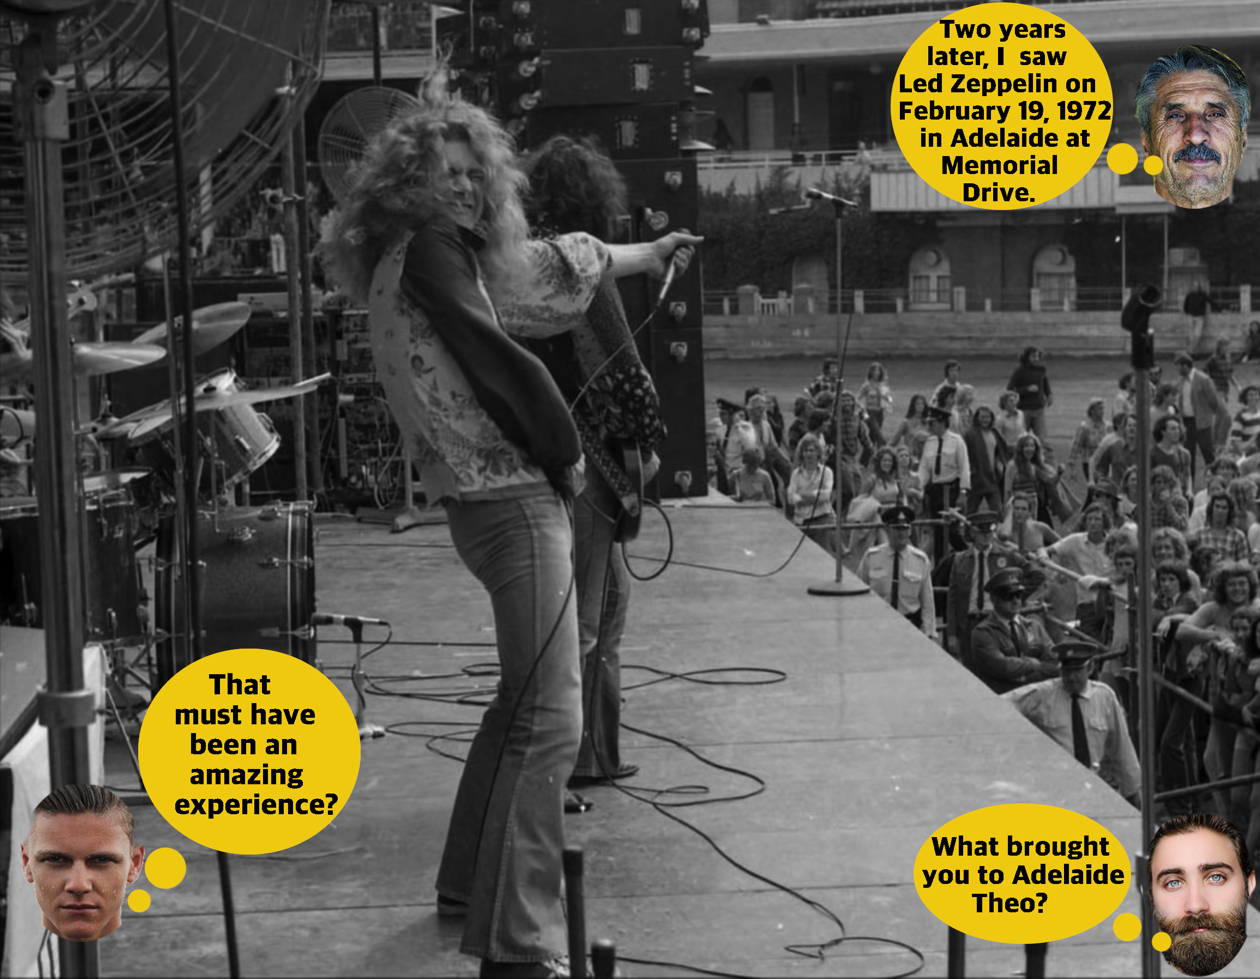 Two years
later, I saw
Led Zeppelin on
February 19, 1972
in Adelaide at
Memorial
Drive.
That
must have
been an
amazing
experience?
What brought
you to Adelaide
Theo?